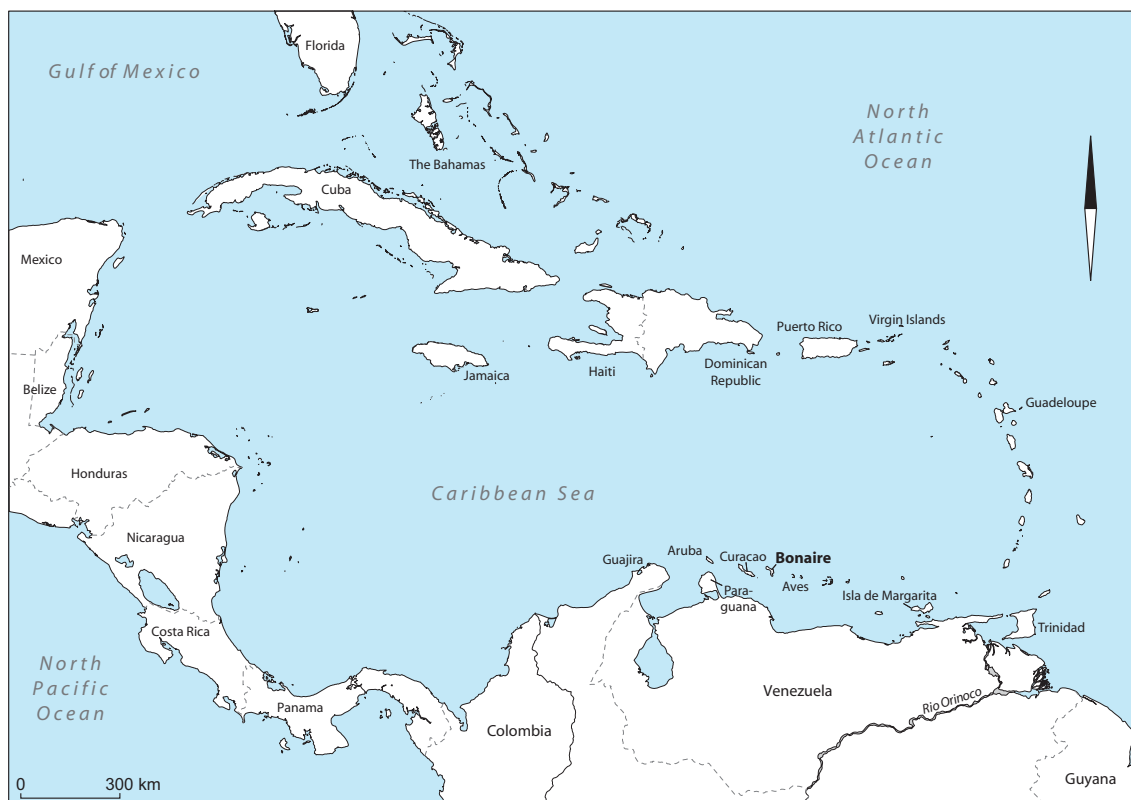 Florida
Gulf of Mexico
North
Atlantic
Ocean
The Bahamas
Cuba
Mexico
Puerto Rico
Virgin Islands
Dominican
Republic
Haiti
Jamaica
Belize
Guadeloupe
Honduras
Caribbean Sea
Nicaragua
Guajira
Aruba
Curacao
Bonaire
Para-
guana
Aves
Isla de Margarita
Trinidad
Costa Rica
North
Pacific
Ocean
Panama
Colombia
Venezuela
Rio Orinoco
Guyana
0
300 km